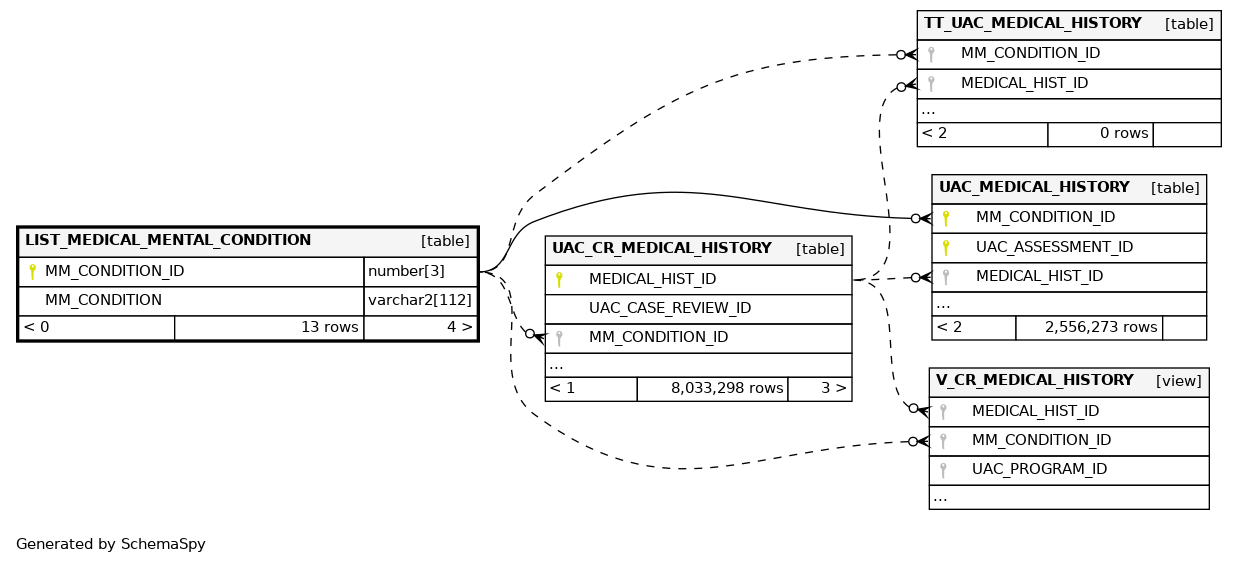 TT_UAC_MEDICAL_HISTORY [table]
MM_CONDITION_ID
MEDICAL_HIST_ID
...
< 2 0 rows
UAC_MEDICAL_HISTORY [table]
MM_CONDITION_ID
UAC_ASSESSMENT_ID
MEDICAL_HIST_ID
...
< 2 2,556,273 rows
LIST_MEDICAL_MENTAL_CONDITION [table]
MM_CONDITION_ID number[3]
MM_CONDITION varchar2[112]
< 0 13 rows 4 >
UAC_CR_MEDICAL_HISTORY [table]
MEDICAL_HIST_ID
UAC_CASE_REVIEW_ID
MM_CONDITION_ID
...
< 1 8,033,298 rows 3 >
V_CR_MEDICAL_HISTORY [view]
MEDICAL_HIST_ID
MM_CONDITION_ID
UAC_PROGRAM_ID
...
Generated by SchemaSpy